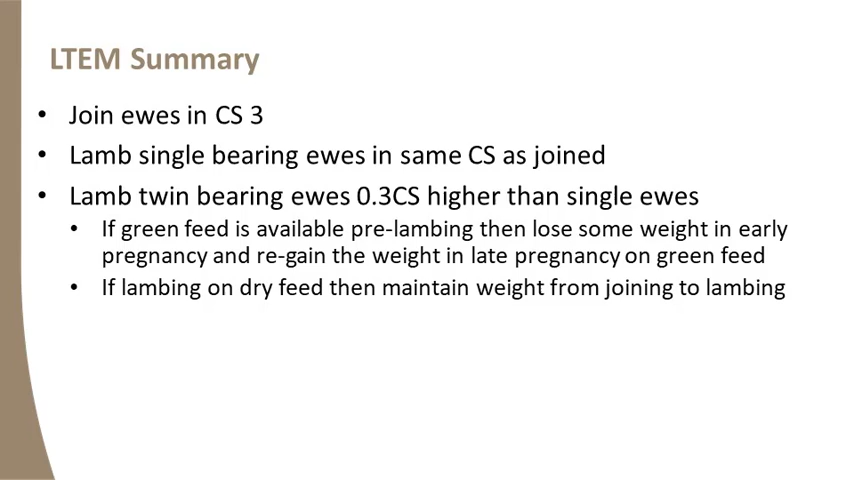 LTEM Summary
• Join ewes in CS 3
• Lamb single bearing ewes in same CS as joined
• Lamb twin bearing ewes 0.3CS higher than single ewes
• If green feed is available pre-lambing then lose some weight in early
pregnancy and re-gain the weight in late pregnancy on green feed
• If lambing on dry feed then maintain weight from joining to lambing